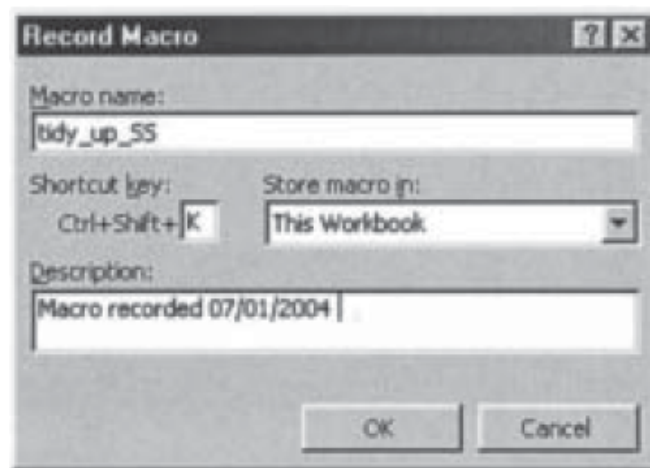 Record Macro
Macro name:
tidy_up_SS
Shortcut key: Store macro in:
Ctrl+Shift+ K This Workbook
Description:
Macro recorded 07/01/2004
OK Cancel